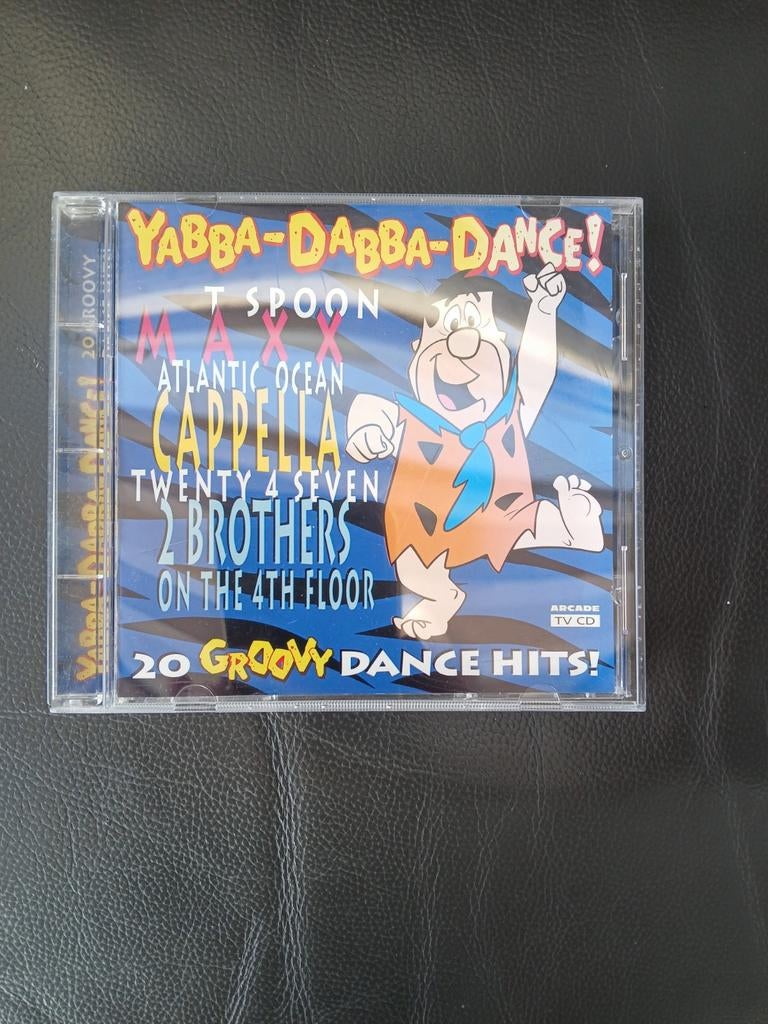 YABBA-DABBA-DANCE!
T SPOON
MAXX
ATLANTIC OCEAN
CAPPELLA
TWENTY 4 SEVEN
2 BROTHERS
ON THE 4TH FLOOR
ARCADE
TV CD
20 GROOVY DANCE HITS!
YABBA-DABBA-DANCE!
20 GROOVY